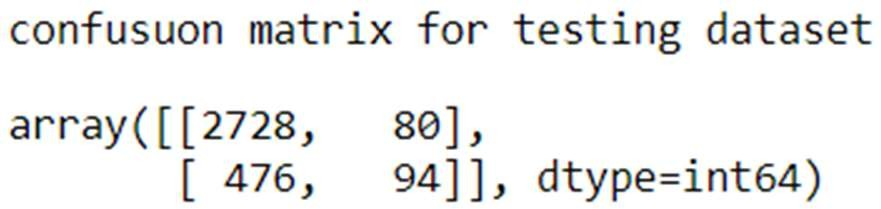 confusuon matrix for testing dataset
array([[2728,   80],
       [ 476,   94]], dtype=int64)